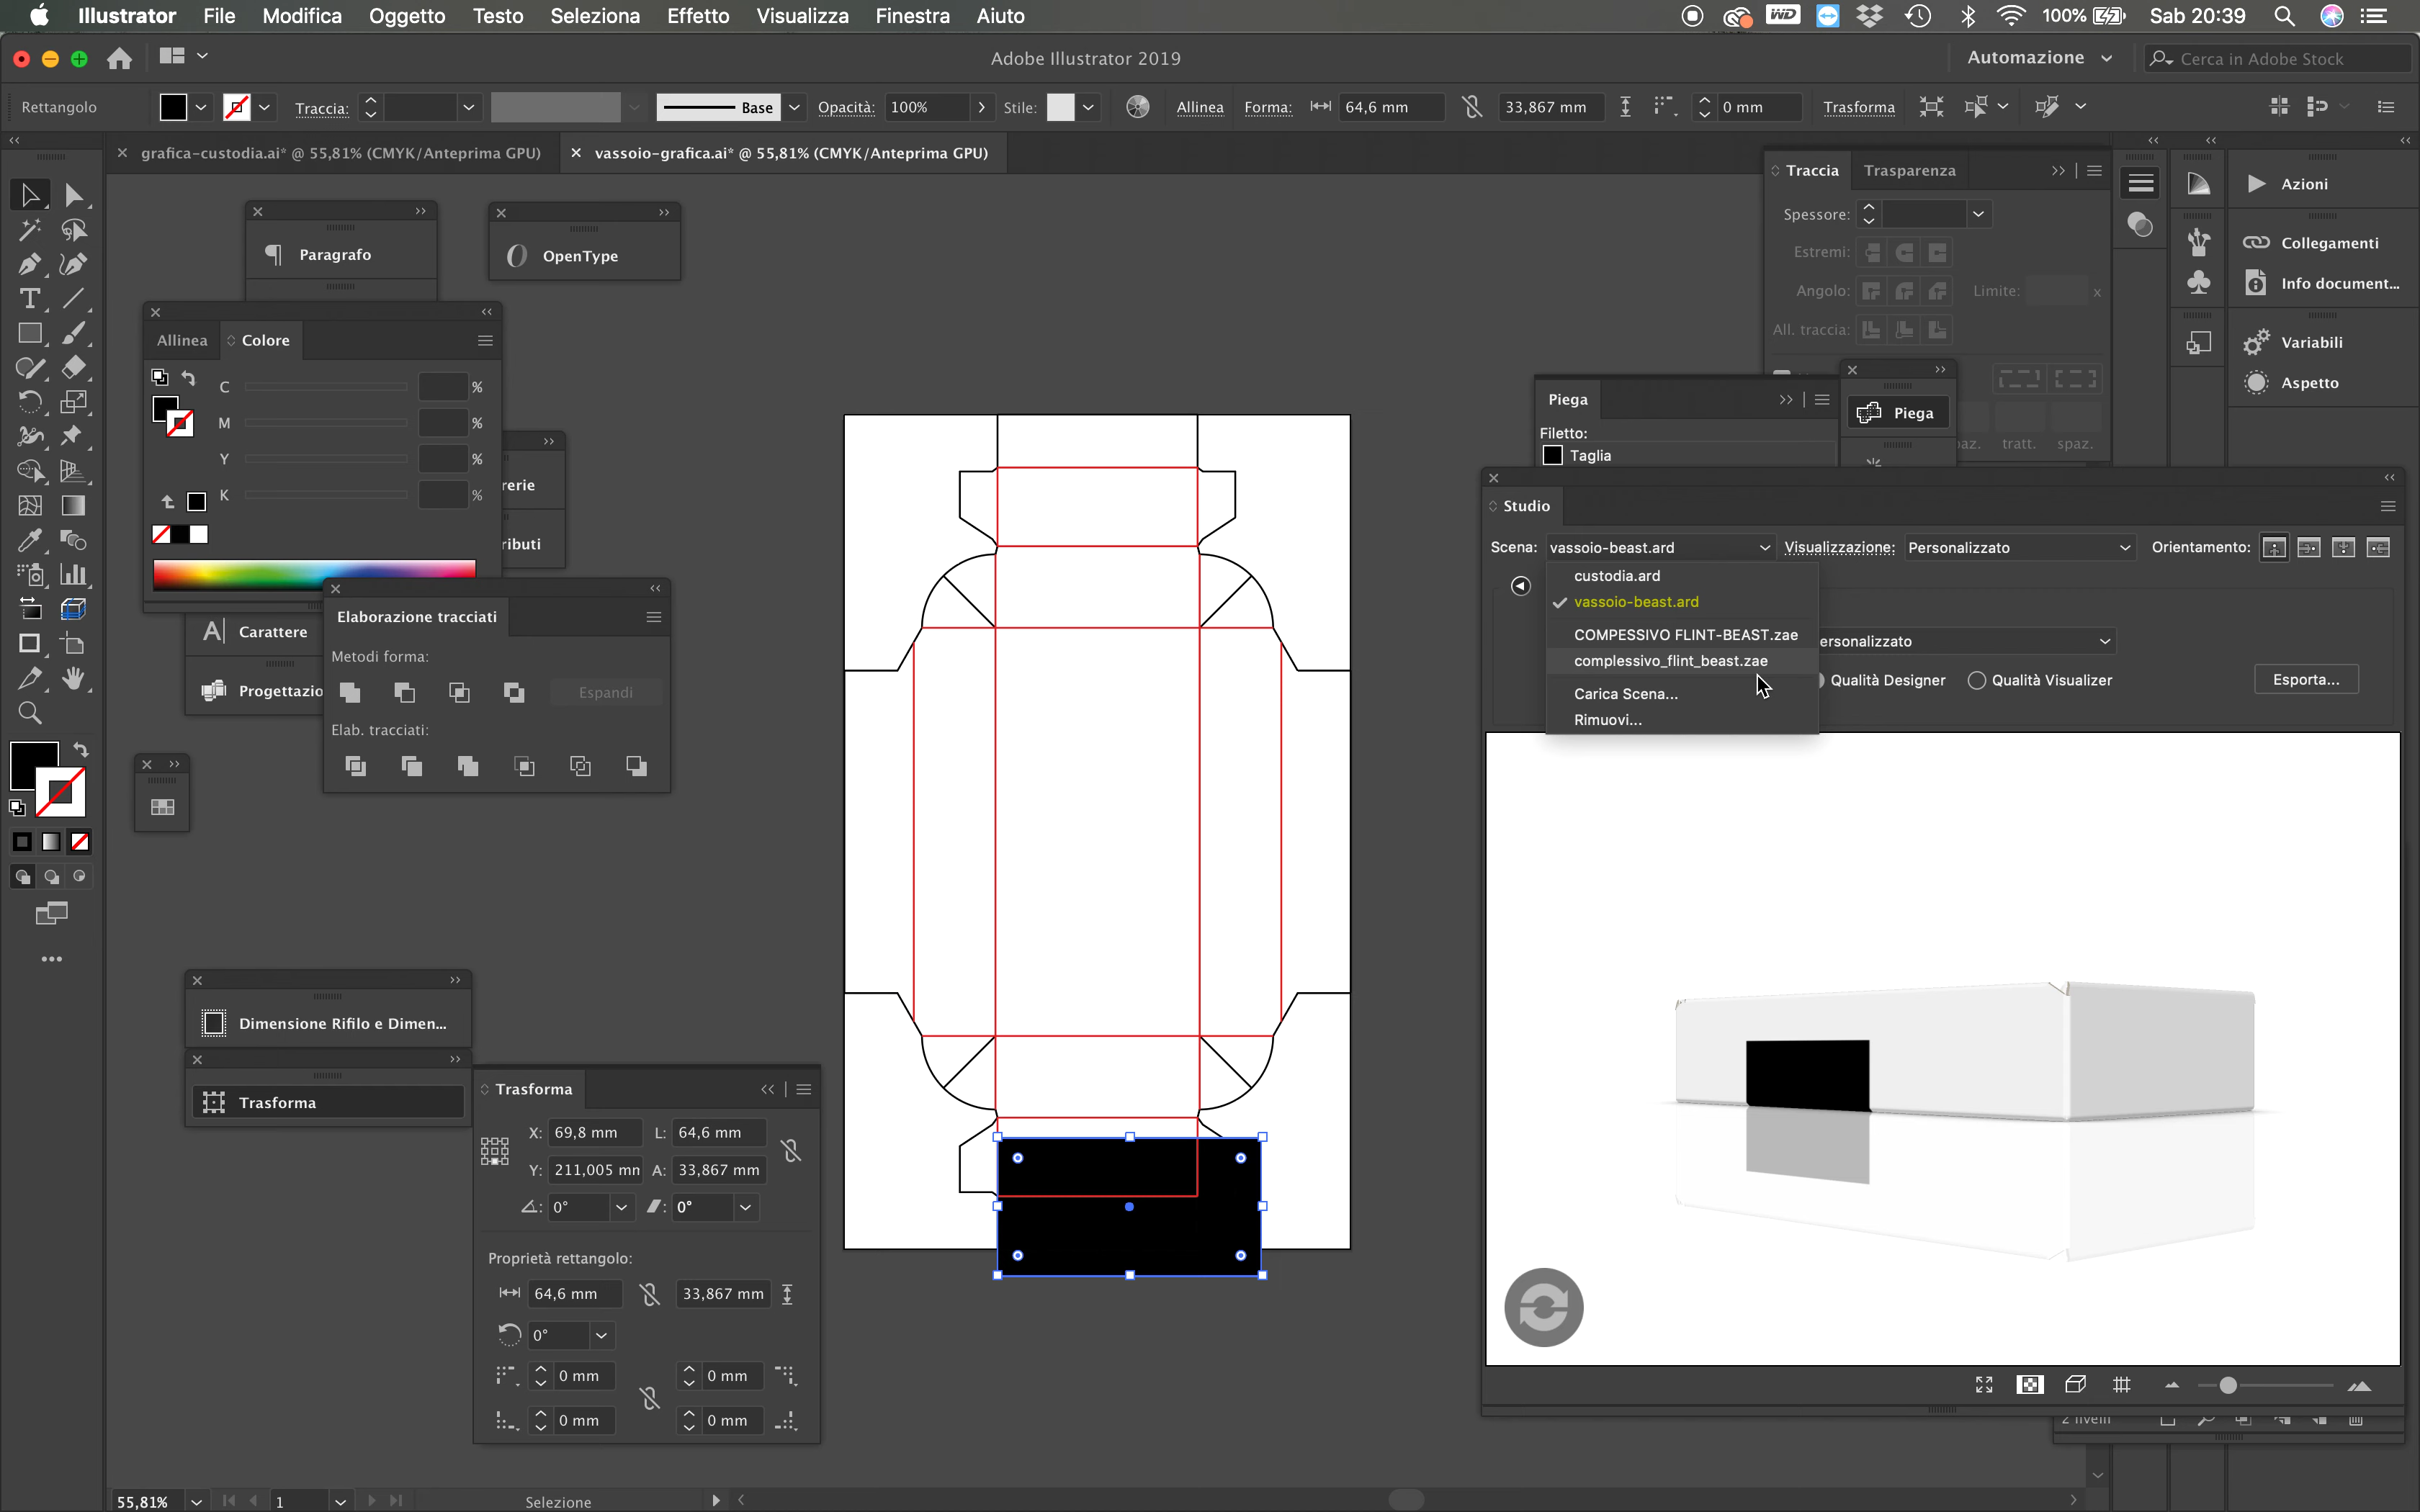 Illustrator File Modifica Oggetto Testo Seleziona Effetto Visualizza Finestra Aiuto
WD 100% Sab 20:39
Adobe Illustrator 2019
Automazione
Cerca in Adobe Stock
Rettangolo
Traccia:
Base
Opacità: 100%
Stile:
Allinea
Forma: 64,6 mm
33,867 mm
0 mm
Trasforma
grafica-custodia.ai* @ 55,81% (CMYK/Anteprima GPU)
vassoio-grafica.ai* @ 55,81% (CMYK/Anteprima GPU)
Paragrafo
OpenType
Allinea
Colore
C %
M %
Y %
K %
rerie
ributi
Carattere
Progettazio
Elaborazione tracciati
Metodi forma:
Espandi
Elab. tracciati:
Dimensione Rifilo e Dimen...
Trasforma
Trasforma
X: 69,8 mm L: 64,6 mm
Y: 211,005 mm A: 33,867 mm
0° 0°
Proprietà rettangolo:
64,6 mm 33,867 mm
0°
0 mm 0 mm
0 mm 0 mm
Traccia
Trasparenza
Spessore:
Estremi:
Angolo: Limite: x
All. traccia:
paz. tratt. spaz.
Piega
Filetto:
Taglia
Piega
Azioni
Collegamenti
Info document...
Variabili
Aspetto
Studio
Scena: vassoio-beast.ard Visualizzazione: Personalizzato Orientamento:
custodia.ard
vassoio-beast.ard
COMPESSIVO FLINT-BEAST.zae
complessivo_flint_beast.zae
Carica Scena...
Rimuovi...
ersonalizzato
Qualità Designer Qualità Visualizer Esporta...
2 livelli
55,81% 1 Selezione